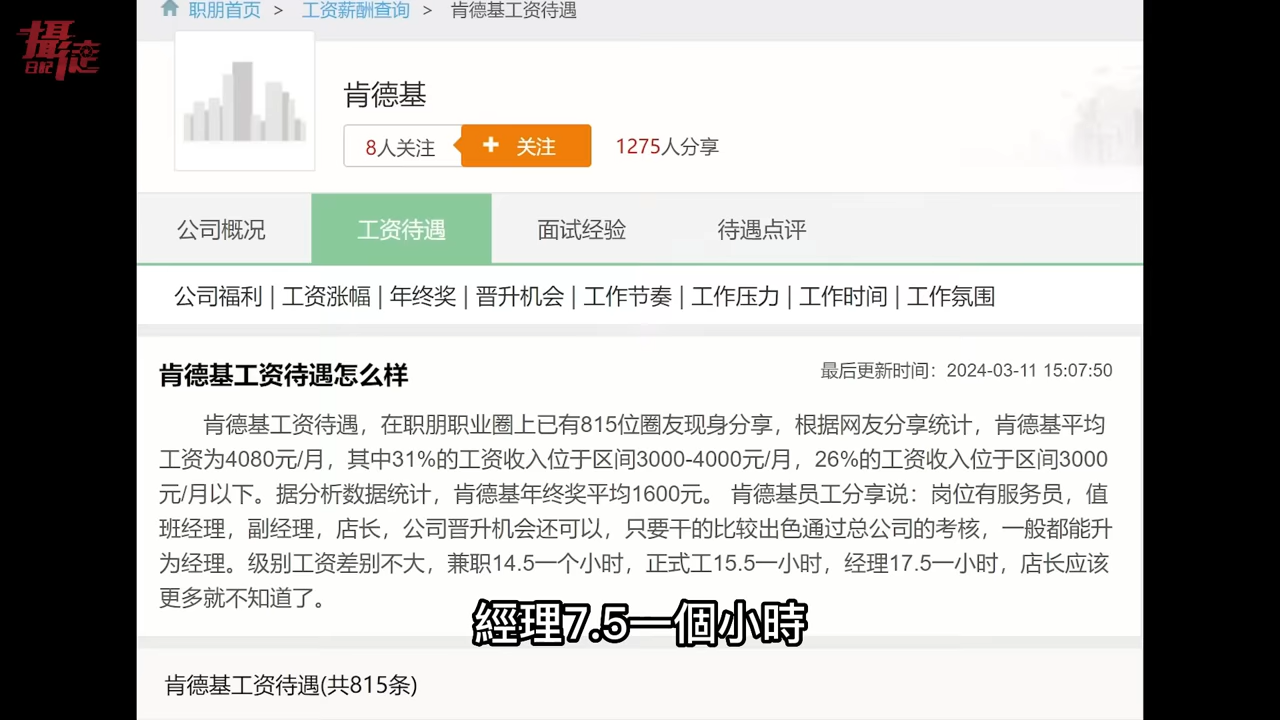 职朋首页 > 工资薪酬查询 > 肯德基工资待遇
攝徒日記
肯德基
8人关注 + 关注 1275人分享
公司概况 工资待遇 面试经验 待遇点评
公司福利 | 工资涨幅 | 年终奖 | 晋升机会 | 工作节奏 | 工作压力 | 工作时间 | 工作氛围
肯德基工资待遇怎么样 最后更新时间：2024-03-11 15:07:50
肯德基工资待遇，在职朋职业圈上已有815位圈友现身分享，根据网友分享统计，肯德基平均
工资为4080元/月，其中31%的工资收入位于区间3000-4000元/月，26%的工资收入位于区间3000
元/月以下。据分析数据统计，肯德基年终奖平均1600元。 肯德基员工分享说：岗位有服务员，值
班经理，副经理，店长，公司晋升机会还可以，只要干的比较出色通过总公司的考核，一般都能升
为经理。级别工资差别不大，兼职14.5一个小时，正式工15.5一小时，经理17.5一小时，店长应该
更多就不知道了。
經理7.5一個小時
肯德基工资待遇(共815条)